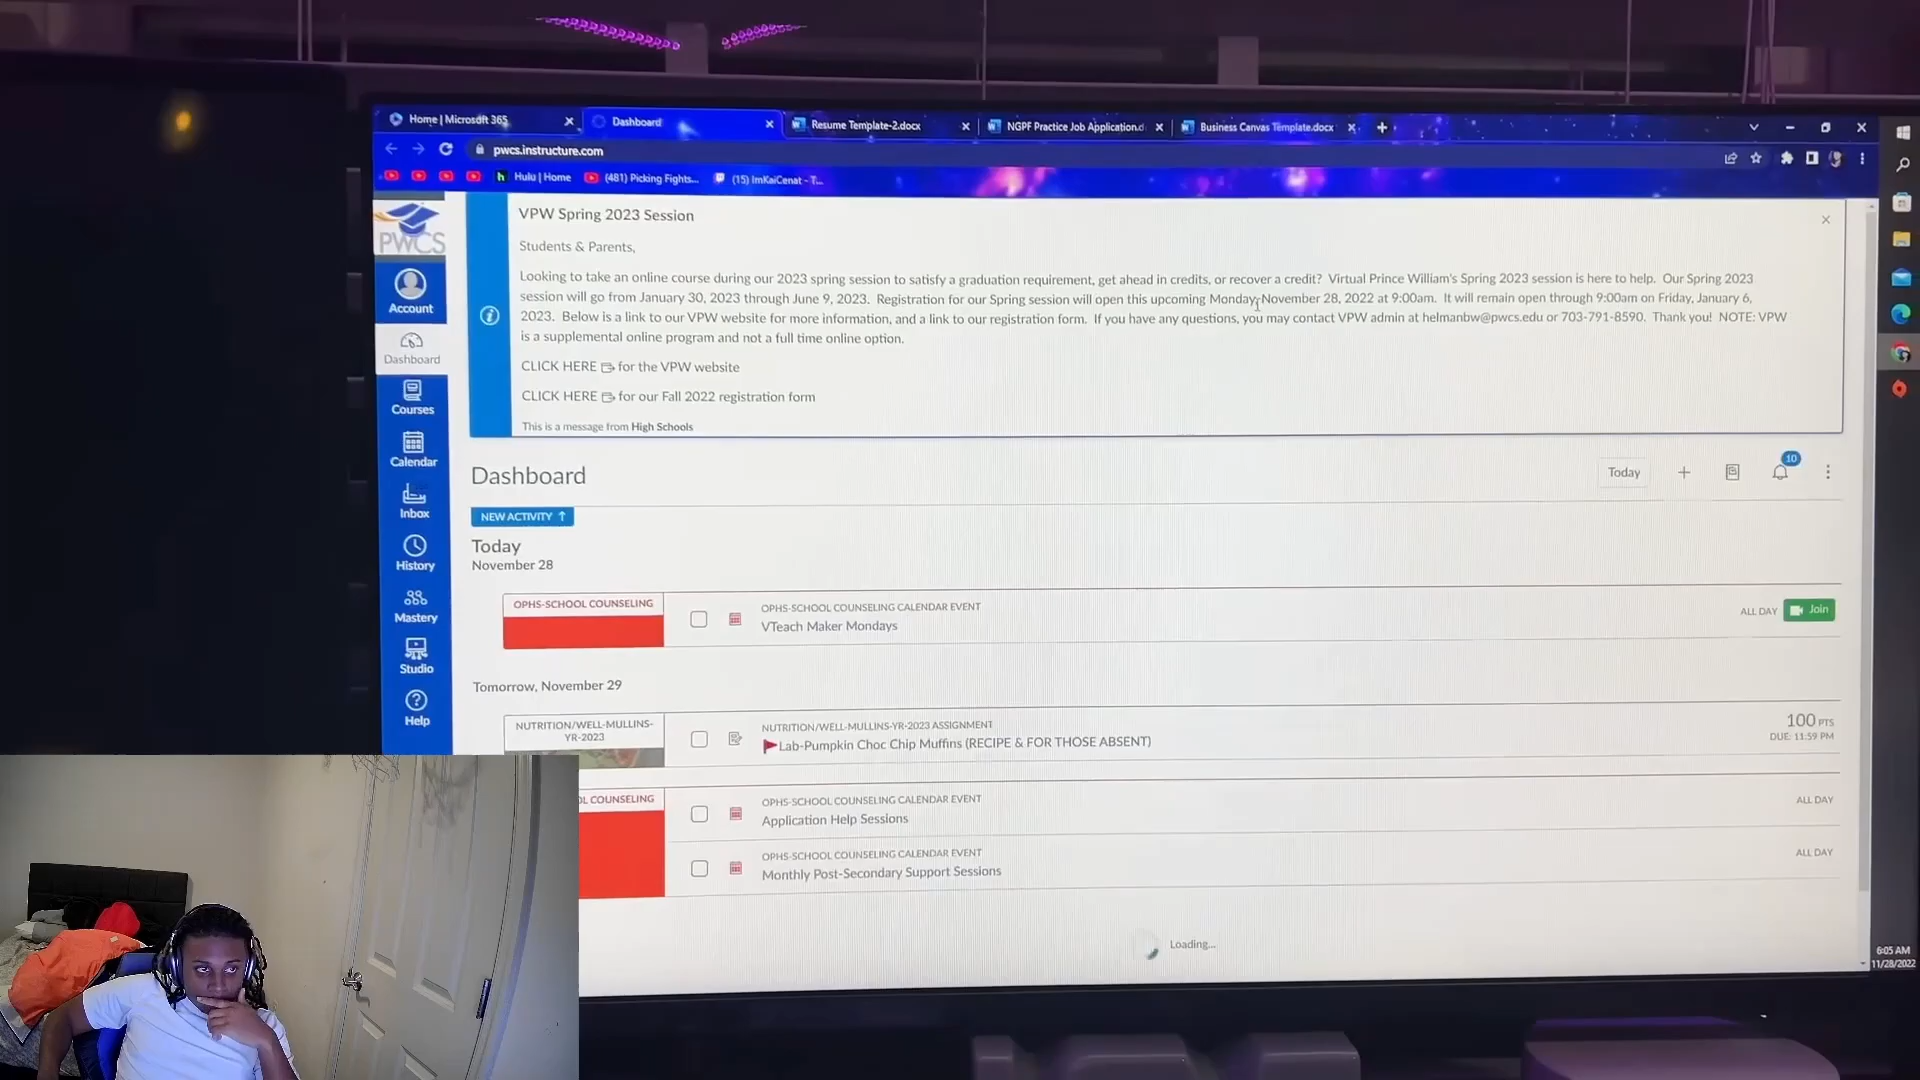 Home | Microsoft 365
Dashboard
Resume Template-2.docx
NGPF Practice Job Application.d
Business Canvas Template.docx
pwcs.instructure.com
Hulu | Home
(481) Picking Fights...
(15) ImKaiCenat - T...
PWCS
Account
Dashboard
Courses
Calendar
Inbox
History
Mastery
Studio
Help
VPW Spring 2023 Session
Students & Parents,
Looking to take an online course during our 2023 spring session to satisfy a graduation requirement, get ahead in credits, or recover a credit? Virtual Prince William's Spring 2023 session is here to help. Our Spring 2023
session will go from January 30, 2023 through June 9, 2023. Registration for our Spring session will open this upcoming Monday, November 28, 2022 at 9:00am. It will remain open through 9:00am on Friday, January 6,
2023. Below is a link to our VPW website for more information, and a link to our registration form. If you have any questions, you may contact VPW admin at helmanbw@pwcs.edu or 703-791-8590. Thank you! NOTE: VPW
is a supplemental online program and not a full time online option.
CLICK HERE for the VPW website
CLICK HERE for our Fall 2022 registration form
This is a message from High Schools
Dashboard
Today
10
NEW ACTIVITY
Today
November 28
OPHS-SCHOOL COUNSELING
OPHS-SCHOOL COUNSELING CALENDAR EVENT
VTeach Maker Mondays
ALL DAY
Join
Tomorrow, November 29
NUTRITION/WELL-MULLINS-
YR-2023
NUTRITION/WELL-MULLINS-YR-2023 ASSIGNMENT
Lab-Pumpkin Choc Chip Muffins (RECIPE & FOR THOSE ABSENT)
100 PTS
DUE: 11:59 PM
OL COUNSELING
OPHS-SCHOOL COUNSELING CALENDAR EVENT
Application Help Sessions
ALL DAY
OPHS-SCHOOL COUNSELING CALENDAR EVENT
Monthly Post-Secondary Support Sessions
ALL DAY
Loading...
6:05 AM
11/28/2022